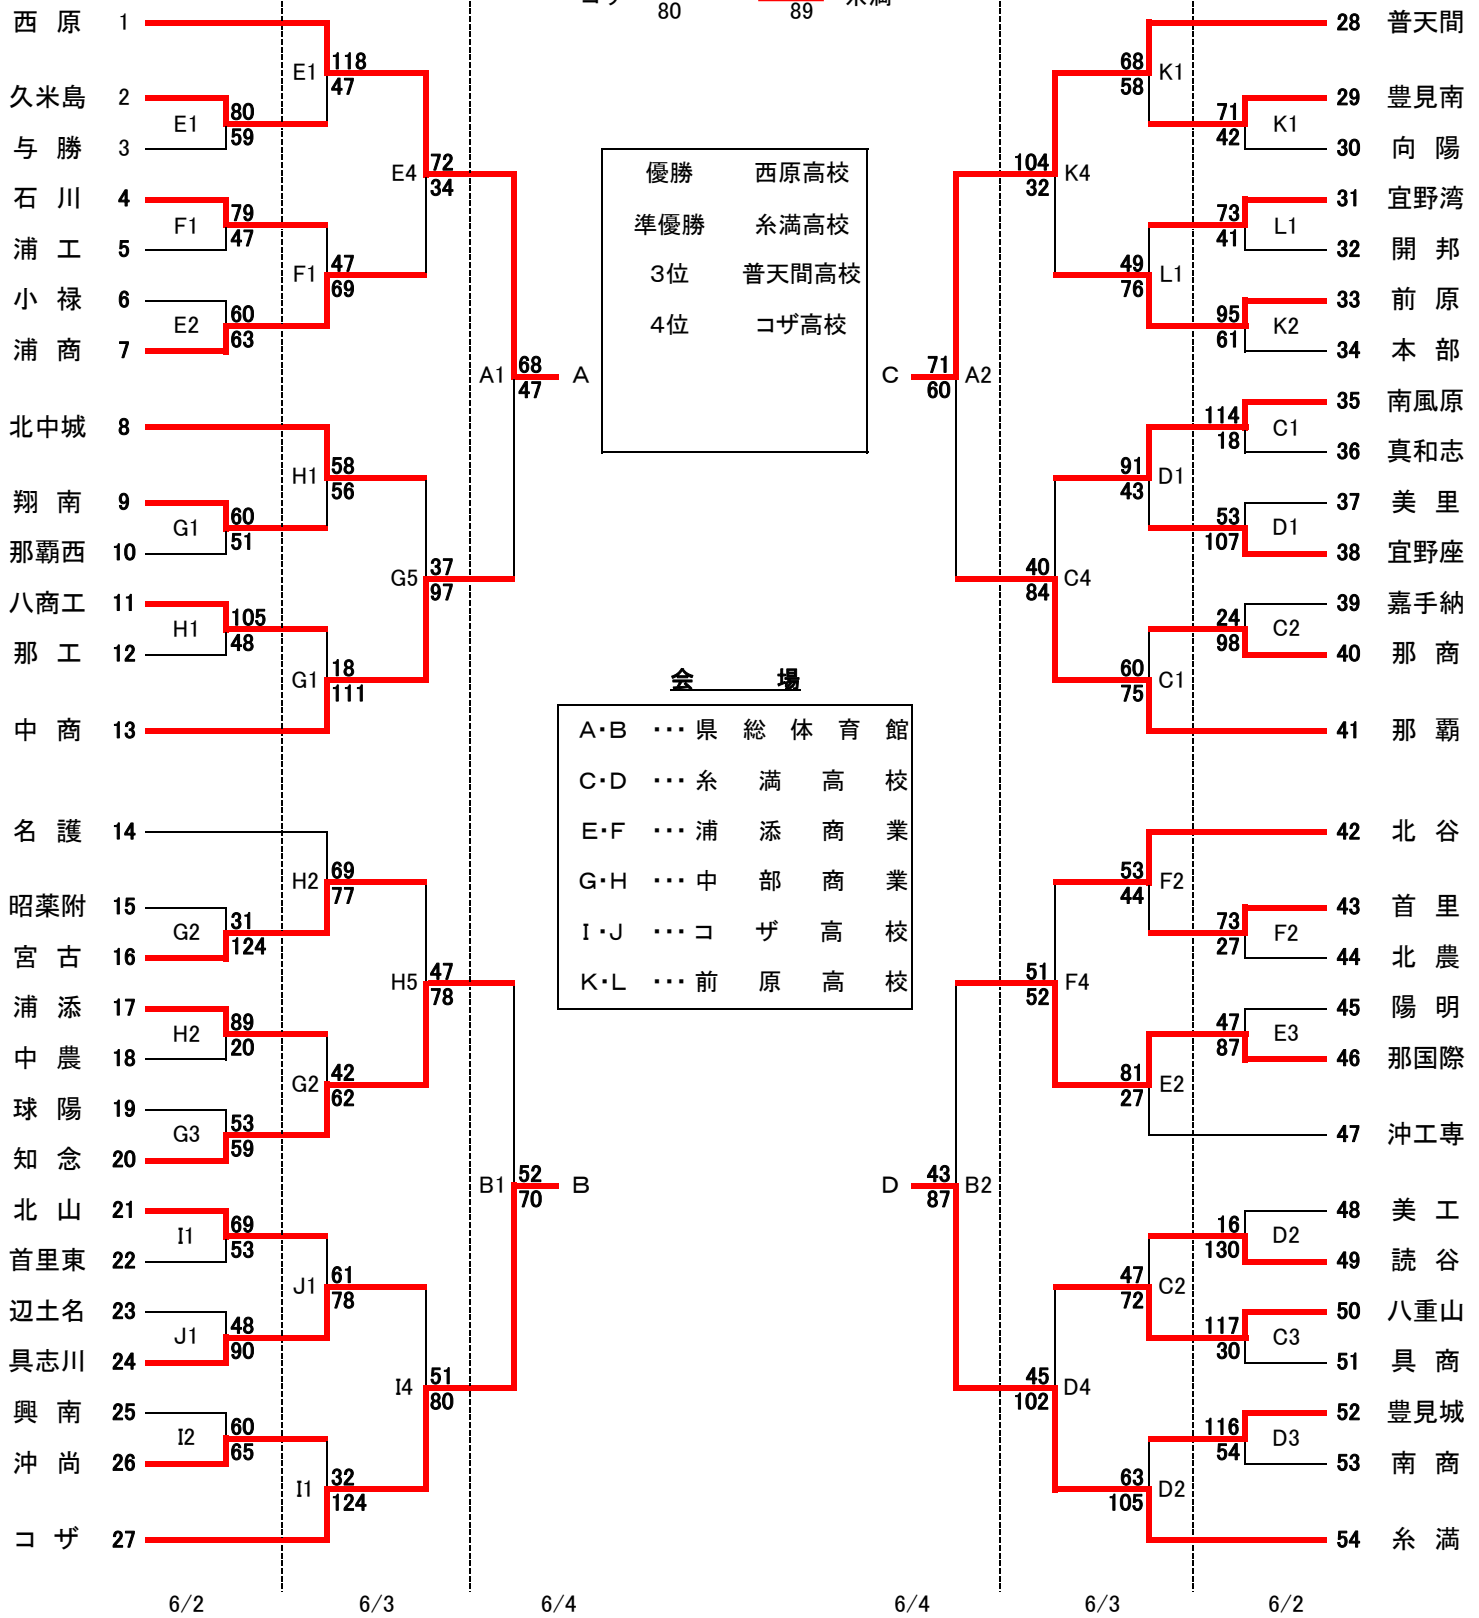 コザ 80 89 糸満
西原 1
118
47
E1
久米島 2
80
59
E1
与勝 3
72
34
E4
石川 4
79
47
F1
浦工 5
47
69
F1
小禄 6
60
63
E2
浦商 7
68
47
A1 A
北中城 8
58
56
H1
翔南 9
60
51
G1
那覇西 10
37
97
G5
八商工 11
105
48
H1
那工 12
18
111
G1
中商 13
名護 14
69
77
H2
昭薬附 15
31
124
G2
宮古 16
47
78
H5
浦添 17
89
20
H2
中農 18
42
62
G2
球陽 19
53
59
G3
知念 20
52
70
B1 B
北山 21
69
53
I1
首里東 22
61
78
J1
辺土名 23
48
90
J1
具志川 24
51
80
I4
興南 25
60
65
I2
沖尚 26
32
124
I1
コザ 27
6/2 6/3 6/4
優勝 西原高校
準優勝 糸満高校
3位 普天間高校
4位 コザ高校
会場
A・B ・・・ 県総体育館
C・D ・・・ 糸満高校
E・F ・・・ 浦添商業
G・H ・・・ 中部商業
I・J ・・・ コザ高校
K・L ・・・ 前原高校
28 普天間
68
58
K1
29 豊見南
71
42
K1
30 向陽
104
32
K4
31 宜野湾
73
41
L1
32 開邦
49
76
L1
33 前原
95
61
K2
34 本部
C 71
60
A2
35 南風原
114
18
C1
36 真和志
91
43
D1
37 美里
53
107
D1
38 宜野座
40
84
C4
39 嘉手納
24
98
C2
40 那商
60
75
C1
41 那覇
42 北谷
53
44
F2
43 首里
73
27
F2
44 北農
51
52
F4
45 陽明
47
87
E3
46 那国際
81
27
E2
47 沖工専
D 43
87
B2
48 美工
16
130
D2
49 読谷
47
72
C2
50 八重山
117
30
C3
51 具商
45
102
D4
52 豊見城
116
54
D3
53 南商
63
105
D2
54 糸満
6/4 6/3 6/2